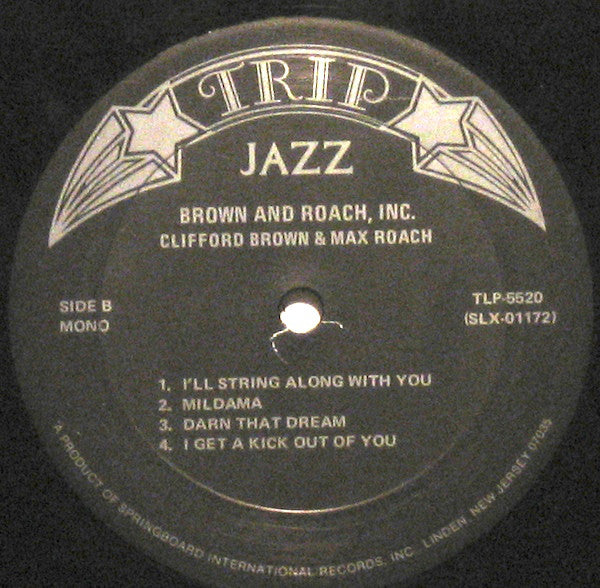 TRIP
JAZZ
BROWN AND ROACH, INC.
CLIFFORD BROWN & MAX ROACH
SIDE B
MONO
TLP-5520
(SLX-01172)
1. I'LL STRING ALONG WITH YOU
2. MILDAMA
3. DARN THAT DREAM
4. I GET A KICK OUT OF YOU
A PRODUCT OF SPRINGBOARD INTERNATIONAL RECORDS, INC. LINDEN, NEW JERSEY 07036